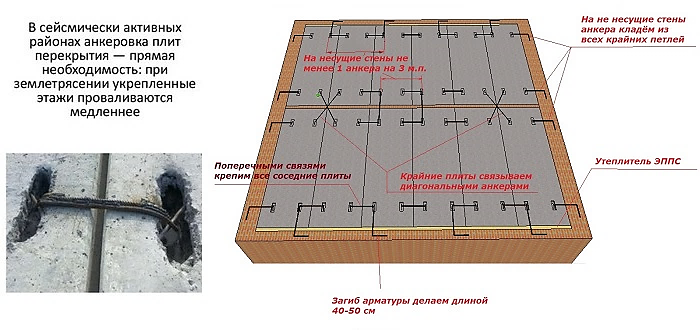 В сейсмически активных
районах анкеровка плит
перекрытия — прямая
необходимость: при
землетрясении укрепленные
этажи проваливаются
медленнее
На несущие стены не
менее 1 анкера на 3 м.п.
На не несущие стены
анкера кладём из
всех крайних петлей
Поперечными связями
крепим все соседние плиты
Крайние плиты связываем
диагональными анкерами
Утеплитель ЭППС
Загиб арматуры делаем длиной
40-50 см